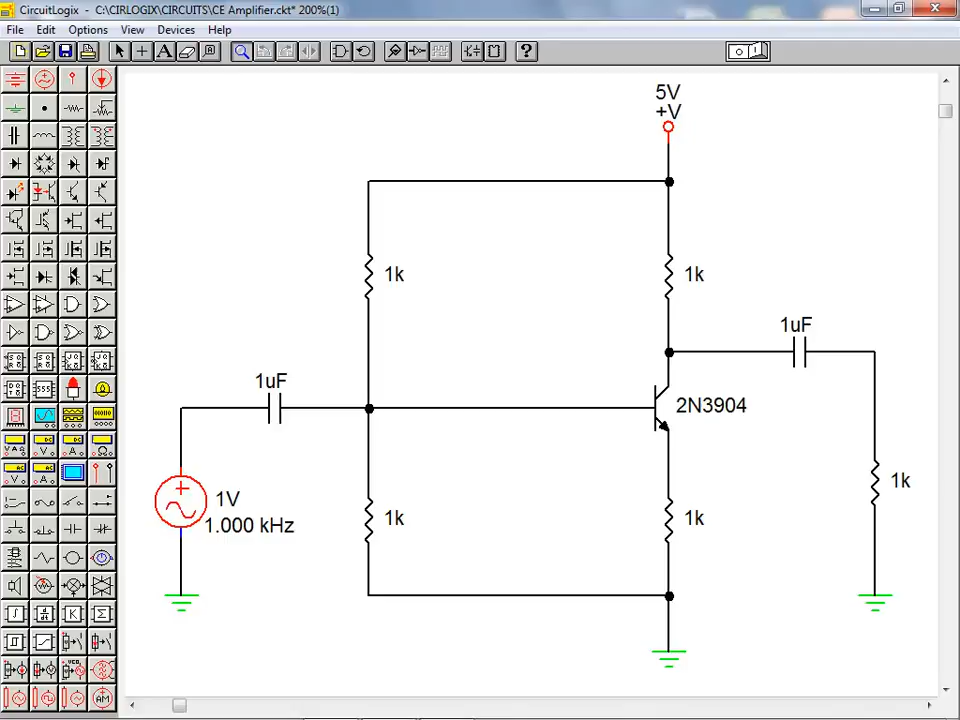 CircuitLogix - C:\CIRLOGIX\CIRCUITS\CE Amplifier.ckt* 200%(1)
File Edit Options View Devices Help
5V
+V
1k
1k
1uF
1uF
2N3904
1V
1.000 kHz
1k
1k
1k